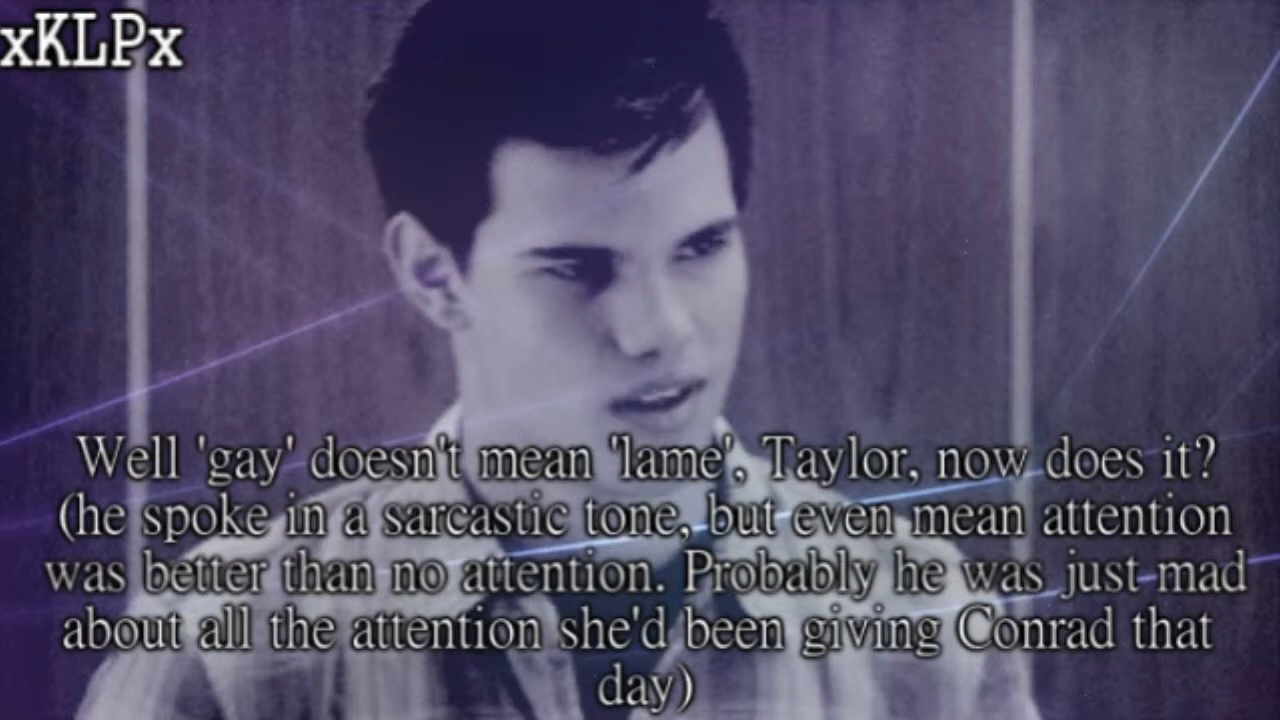 xKLPx
Well 'gay' doesn't mean 'lame', Taylor, now does it?
(he spoke in a sarcastic tone, but even mean attention
was better than no attention. Probably he was just mad
about all the attention she'd been giving Conrad that
day)